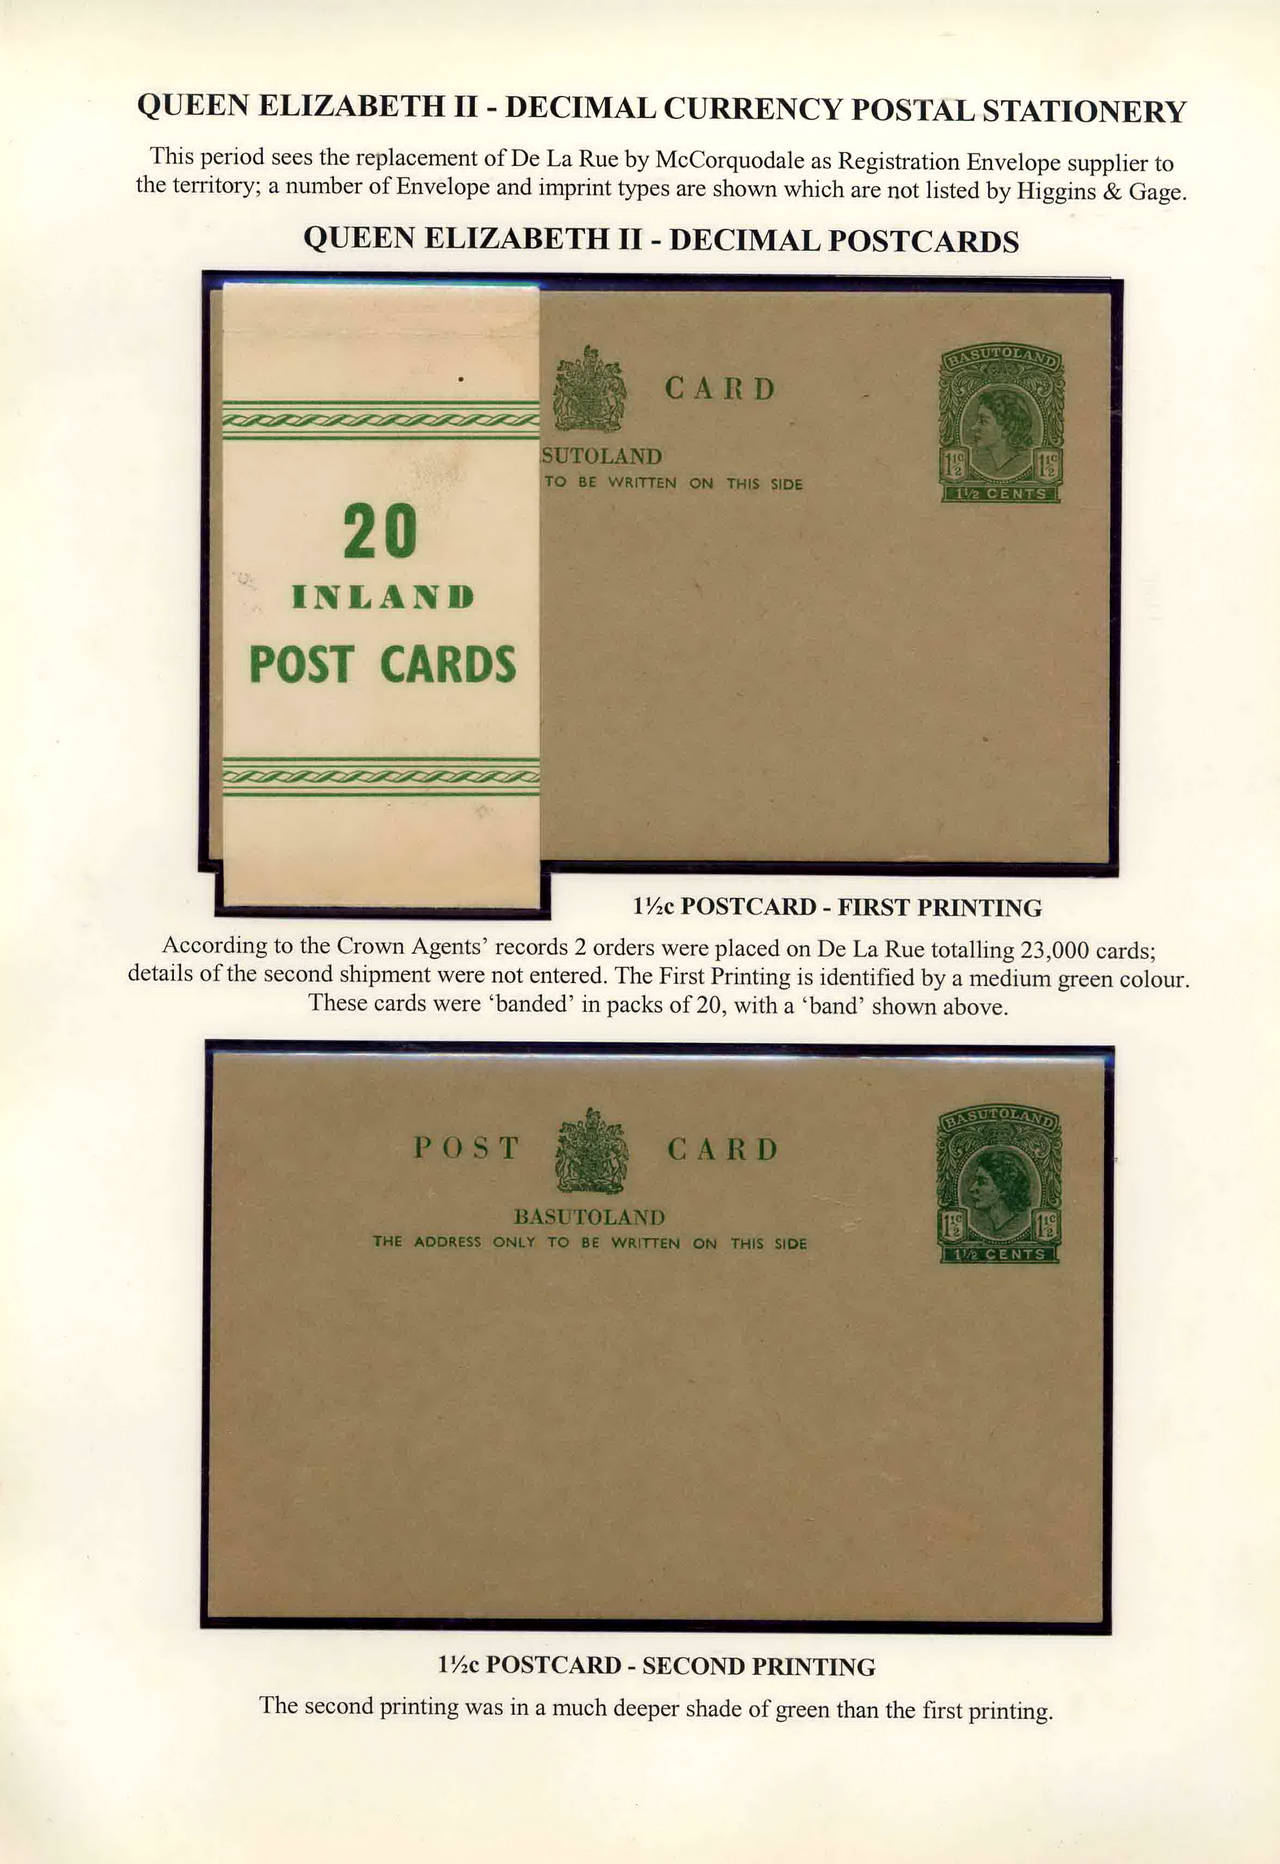 QUEEN ELIZABETH II - DECIMAL CURRENCY POSTAL STATIONERY
This period sees the replacement of De La Rue by McCorquodale as Registration Envelope supplier to
the territory; a number of Envelope and imprint types are shown which are not listed by Higgins & Gage.
QUEEN ELIZABETH II - DECIMAL POSTCARDS
20
INLAND
POST CARDS
CARD
SUTOLAND
TO BE WRITTEN ON THIS SIDE
BASUTOLAND
1½c 1½c
1½ CENTS
1½c POSTCARD - FIRST PRINTING
According to the Crown Agents’ records 2 orders were placed on De La Rue totalling 23,000 cards;
details of the second shipment were not entered. The First Printing is identified by a medium green colour.
These cards were ‘banded’ in packs of 20, with a ‘band’ shown above.
POST CARD
BASUTOLAND
THE ADDRESS ONLY TO BE WRITTEN ON THIS SIDE
BASUTOLAND
1½c 1½c
1½ CENTS
1½c POSTCARD - SECOND PRINTING
The second printing was in a much deeper shade of green than the first printing.